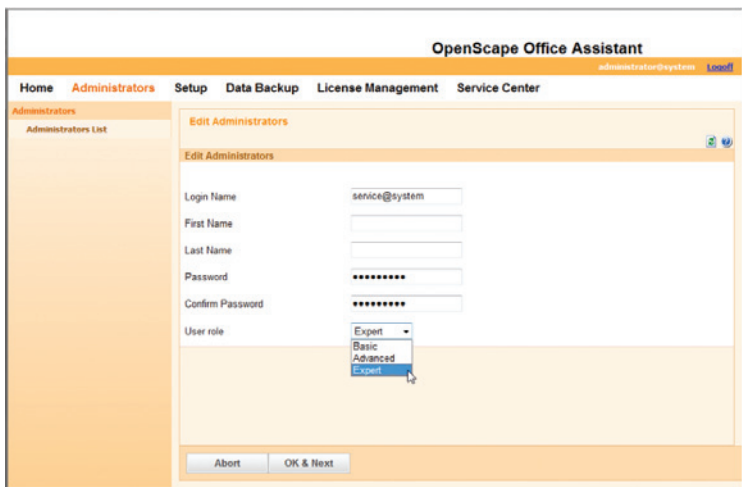 OpenScape Office Assistant
administrator@system Logoff
Home Administrators Setup Data Backup License Management Service Center
Administrators
Administrators List
Edit Administrators
Edit Administrators
Login Name service@system
First Name
Last Name
Password •••••••••
Confirm Password •••••••••
User role Expert
Basic
Advanced
Expert
Abort OK & Next